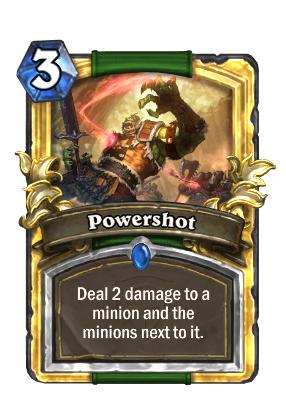 3
Powershot
Deal 2 damage to a
minion and the
minions next to it.